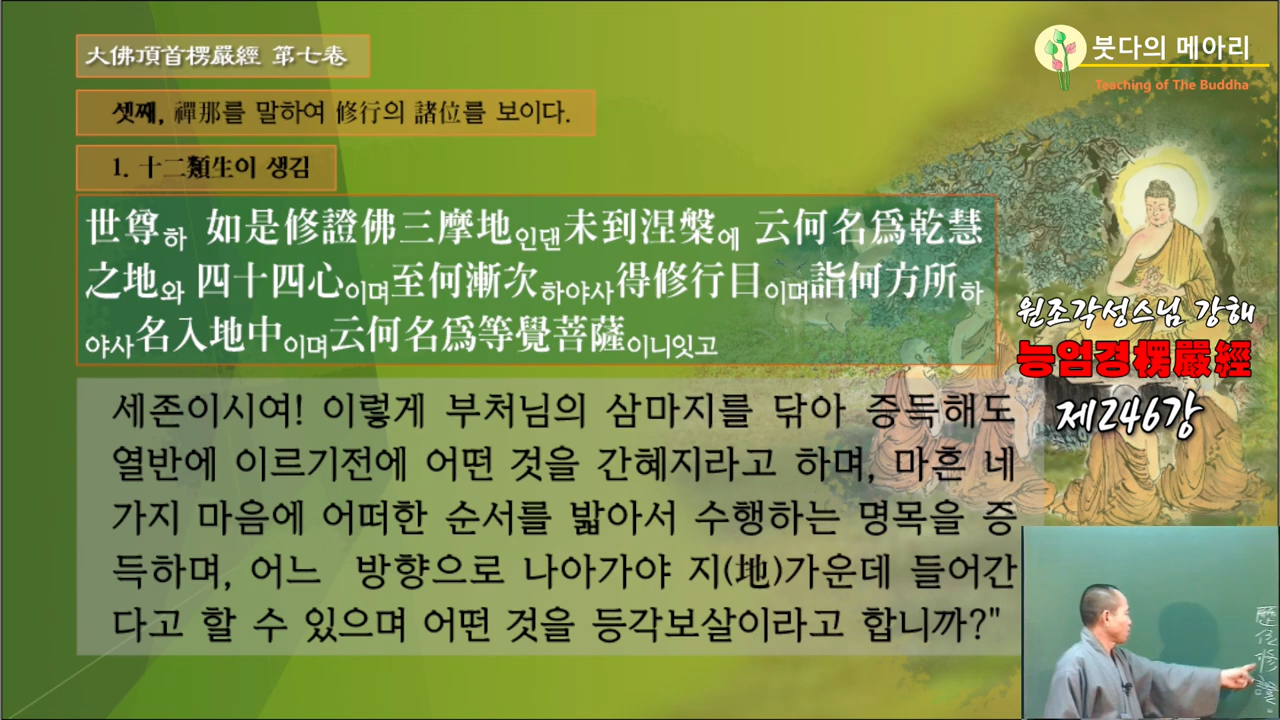 大佛頂首楞嚴經 第七卷
붓다의 메아리
Teaching of The Buddha
셋째, 禪那를 말하여 修行의 諸位를 보이다.
1. 十二類生이 생김
世尊하 如是修證佛三摩地인댄未到涅槃에 云何名爲乾慧
之地와 四十四心이며至何漸次하야사得修行目이며詣何方所하
야사名入地中이며云何名爲等覺菩薩이니잇고
원조각성스님 강해
능엄경楞嚴經
제246강
세존이시여! 이렇게 부처님의 삼마지를 닦아 증득해도
열반에 이르기전에 어떤 것을 간혜지라고 하며, 마흔 네
가지 마음에 어떠한 순서를 밟아서 수행하는 명목을 증
득하며, 어느 방향으로 나아가야 지(地)가운데 들어간
다고 할 수 있으며 어떤 것을 등각보살이라고 합니까?"